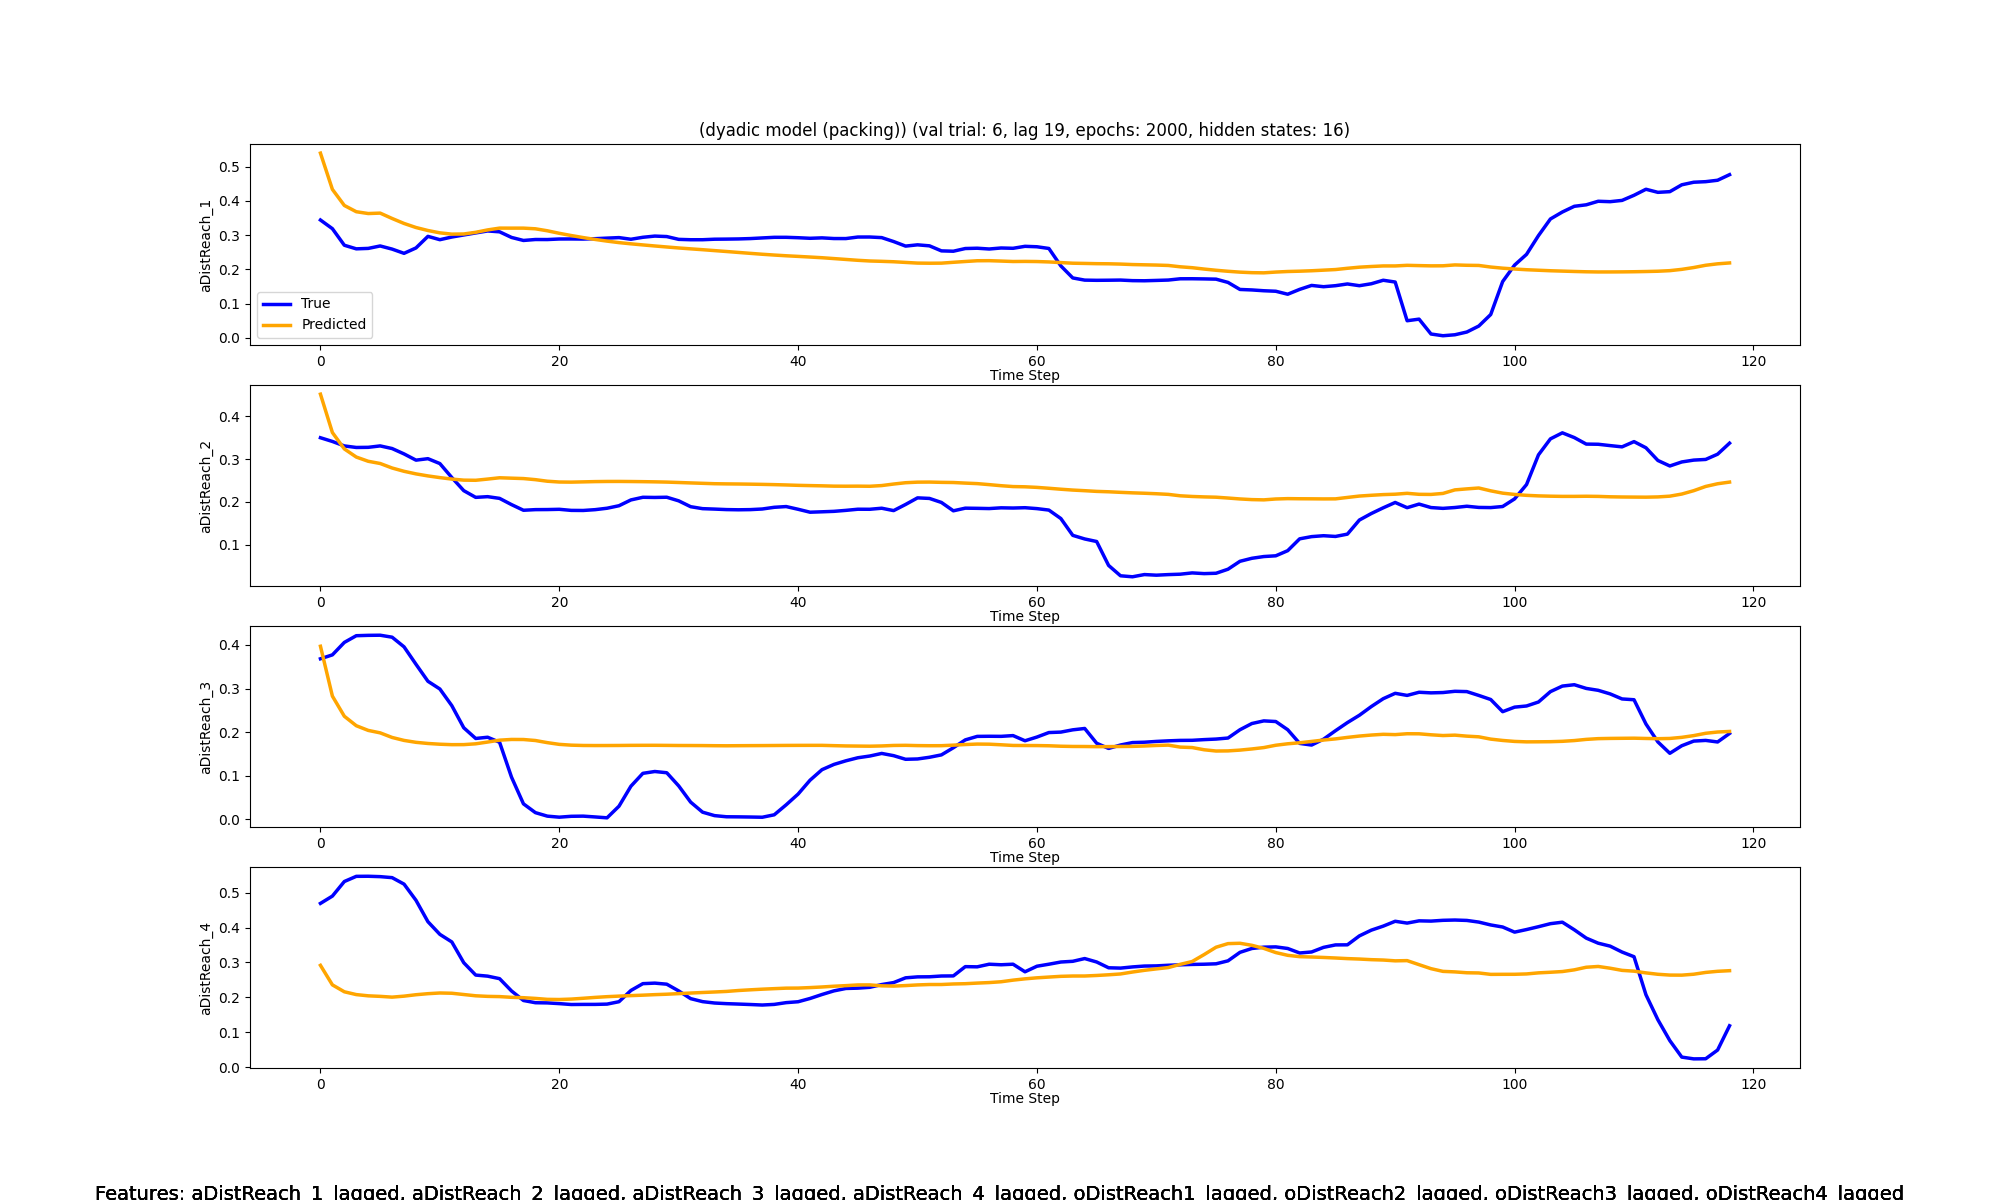 (dyadic model (packing)) (val trial: 6, lag 19, epochs: 2000, hidden states: 16)
aDistReach_1
0.5
0.4
0.3
0.2
0.1
0.0
True
Predicted
0 20 40 60 80 100 120
Time Step
aDistReach_2
0.4
0.3
0.2
0.1
0 20 40 60 80 100 120
Time Step
aDistReach_3
0.4
0.3
0.2
0.1
0.0
0 20 40 60 80 100 120
Time Step
aDistReach_4
0.5
0.4
0.3
0.2
0.1
0.0
0 20 40 60 80 100 120
Time Step
Features: aDistReach_1_lagged, aDistReach_2_lagged, aDistReach_3_lagged, aDistReach_4_lagged, oDistReach1_lagged, oDistReach2_lagged, oDistReach3_lagged, oDistReach4_lagged